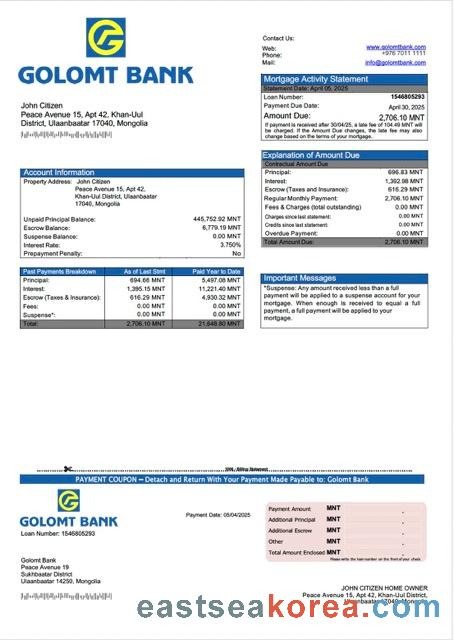 GOLOMT BANK
Contact Us:
Web: www.golomtbank.com
Phone: +976 7011 1111
Mail: info@golomtbank.com
John Citizen
Peace Avenue 15, Apt 42, Khan-Uul
District, Ulaanbaatar 17040, Mongolia
Mortgage Activity Statement
Statement Date: April 05, 2025
Loan Number: 1546805293
Payment Due Date: April 30, 2025
Amount Due: 2,706.10 MNT
If payment is received after 30/04/25, a late fee of 104.49 MNT will
be charged. If the Amount Due changes, the late fee may also
change based on the terms of your mortgage.
Explanation of Amount Due
Contractual Amount Due
Principal: 696.83 MNT
Interest: 1,392.98 MNT
Escrow (Taxes and Insurance): 616.29 MNT
Regular Monthly Payment: 2,706.10 MNT
Fees & Charges (total outstanding) 0.00 MNT
Charges since last statement: 0.00 MNT
Credits since last statement: 0.00 MNT
Overdue Payment: 0.00 MNT
Total Amount Due: 2,706.10 MNT
Account Information
Property Address: John Citizen
Peace Avenue 15, Apt 42,
Khan-Uul District, Ulaanbaatar
17040, Mongolia
Unpaid Principal Balance: 445,752.92 MNT
Escrow Balance: 6,779.19 MNT
Suspense Balance: 0.00 MNT
Interest Rate: 3.750%
Prepayment Penalty: No
Past Payments Breakdown As of Last Stmt Paid Year to Date
Principal: 694.66 MNT 5,497.08 MNT
Interest: 1,395.15 MNT 11,221.40 MNT
Escrow (Taxes & Insurance): 616.29 MNT 4,930.32 MNT
Fees: 0.00 MNT 0.00 MNT
Suspense*: 0.00 MNT 0.00 MNT
Total: 2,706.10 MNT 21,648.80 MNT
Important Messages
*Suspense: Any amount received less than a full
payment will be applied to a suspense account for your
mortgage. When enough is received to equal a full
payment, a full payment will be applied to your
mortgage.
PAYMENT COUPON – Detach and Return With Your Payment Made Payable to: Golomt Bank
GOLOMT BANK
Loan Number: 1546805293
Payment Date: 05/04/2025
Payment Amount MNT
Additional Principal MNT
Additional Escrow MNT
Other MNT
Total Amount Enclosed MNT
Please write the loan number on the front of your check.
Golomt Bank
Peace Avenue 19
Sukhbaatar District
Ulaanbaatar 14250, Mongolia
JOHN CITIZEN HOME OWNER
Peace Avenue 15, Apt 42, Khan-Uul District,
Ulaanbaatar 17040, Mongolia
eastseakorea.com